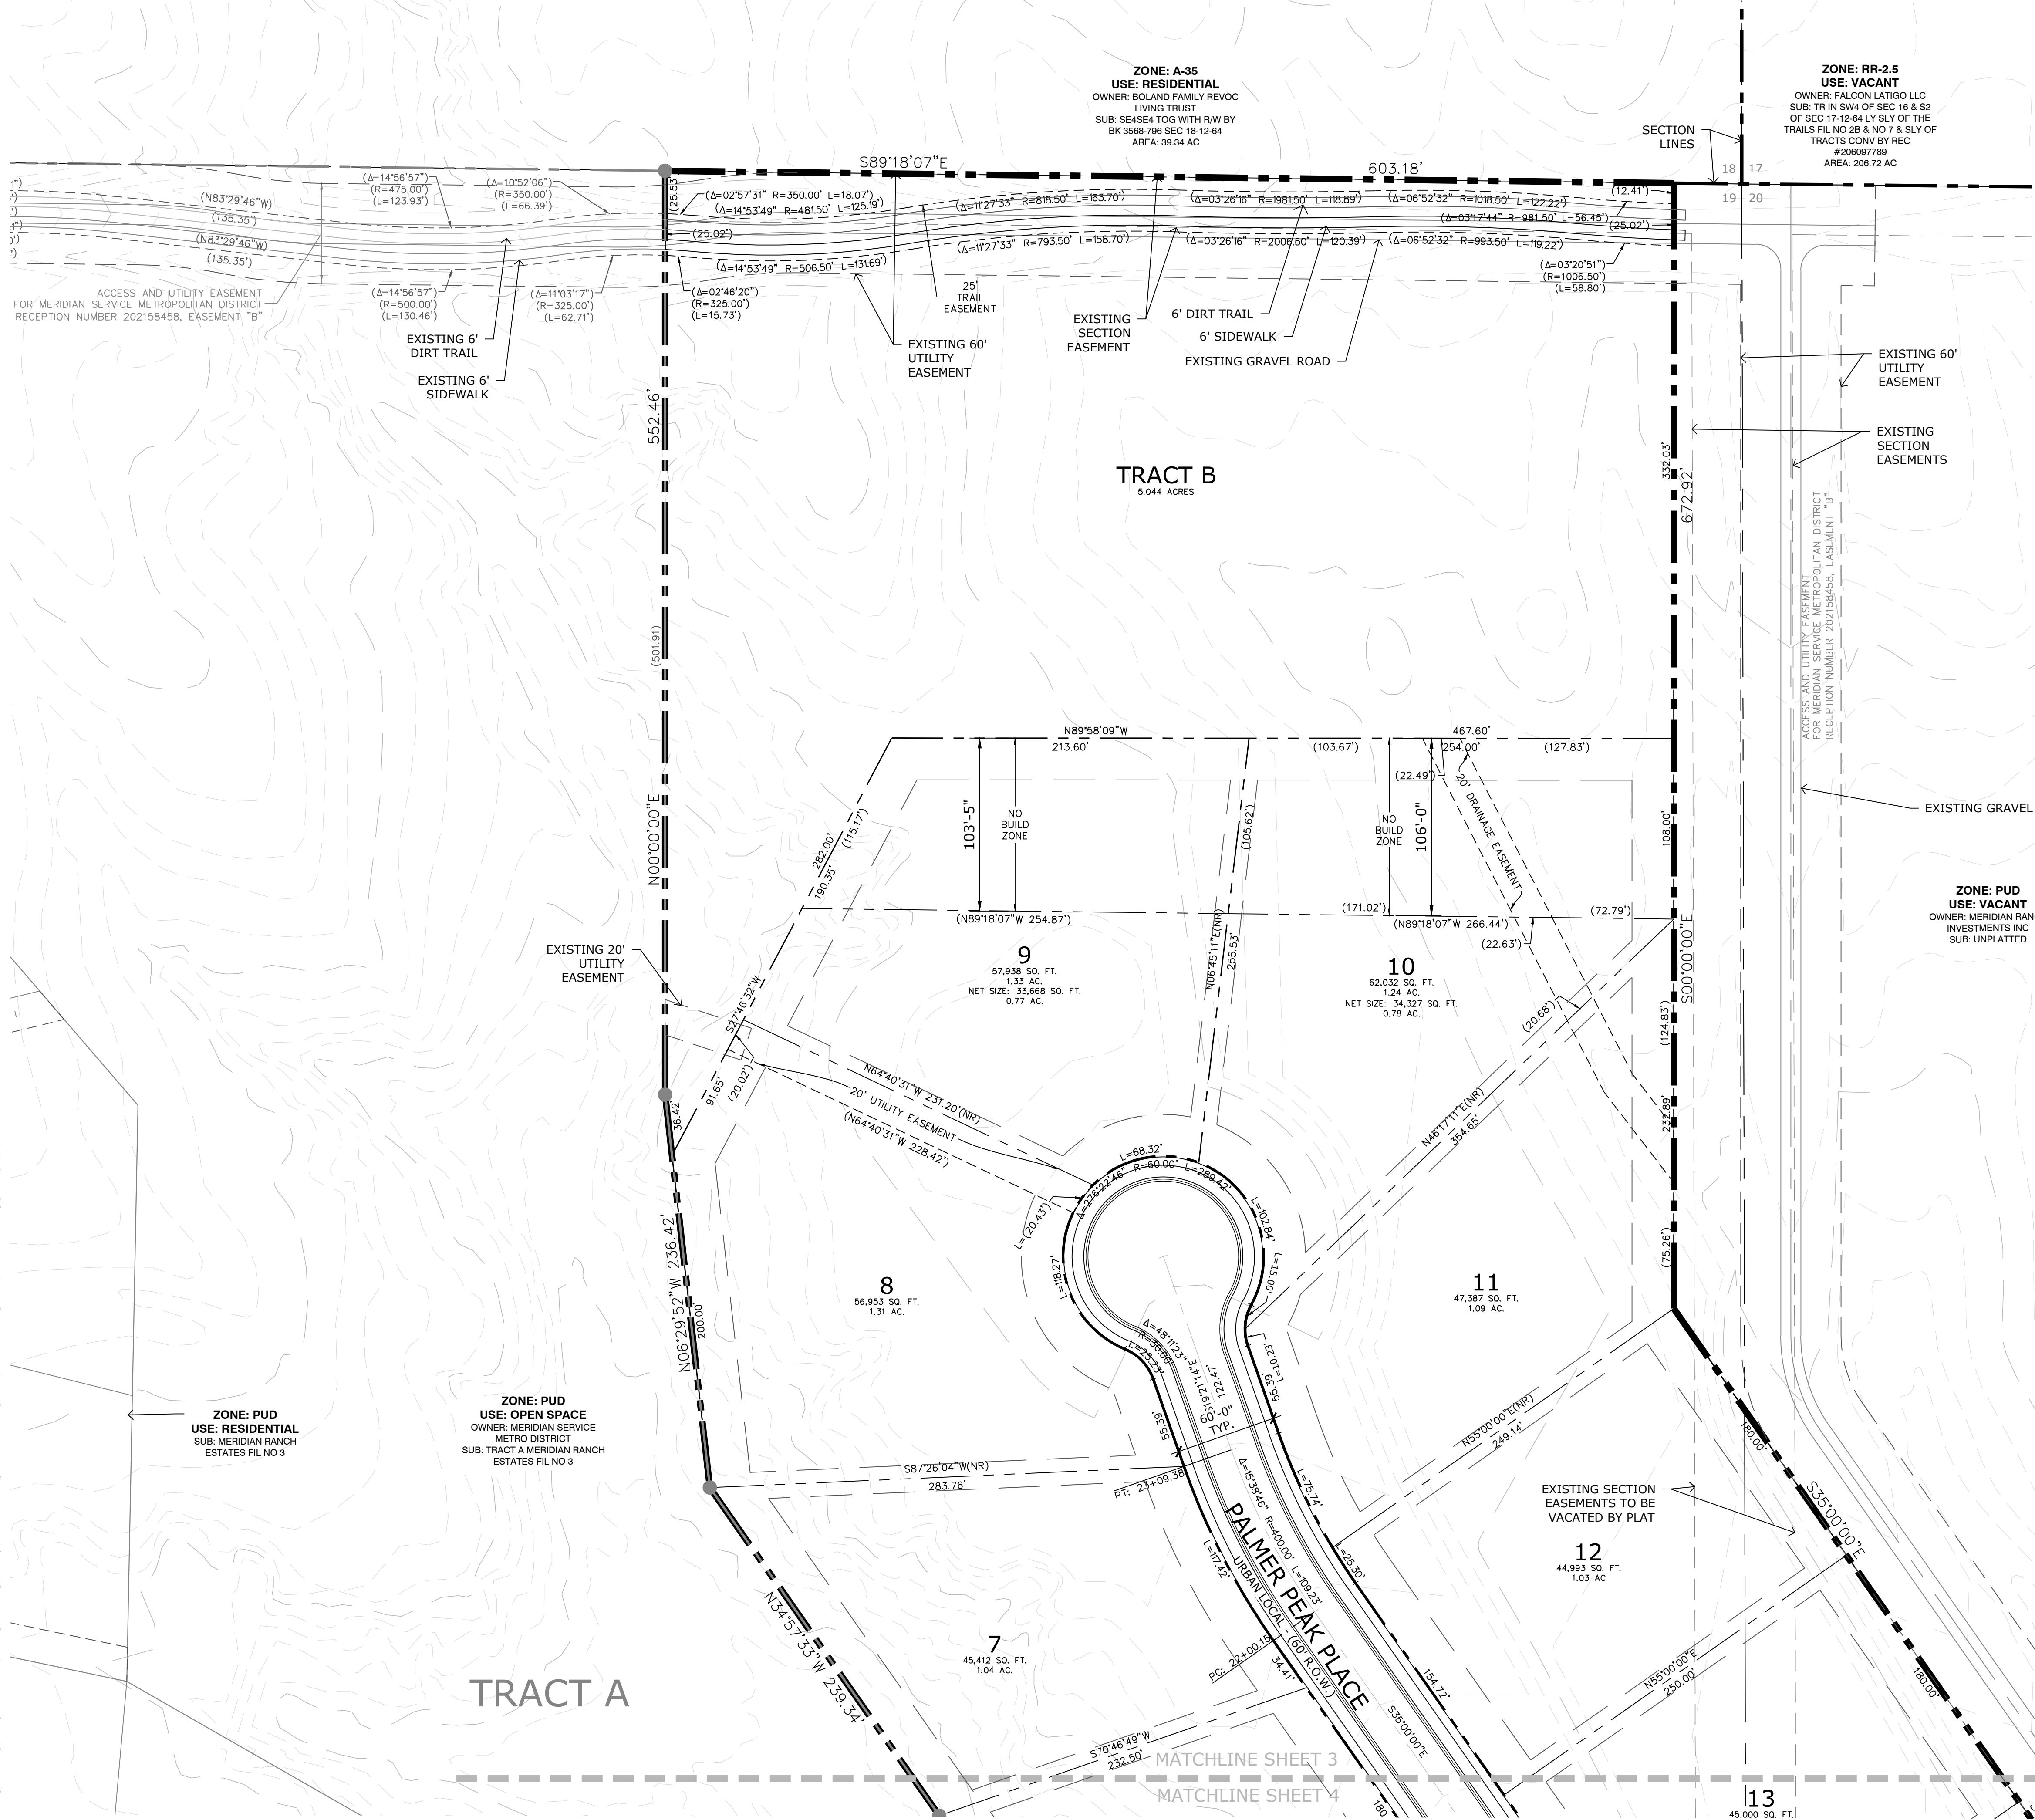 ZONE: A-35
USE: RESIDENTIAL
OWNER: BOLAND FAMILY REVOC
LIVING TRUST
SUB: SE4SE4 TOG WITH R/W BY
BK 3568-796 SEC 18-12-64
AREA: 39.34 AC
ZONE: RR-2.5
USE: VACANT
OWNER: FALCON LATIGO LLC
SUB: TR IN SW4 OF SEC 16 & S2
OF SEC 17-12-64 LY SLY OF THE
TRAILS FIL NO 2B & NO 7 & SLY OF
TRACTS CONV BY REC
#206097789
AREA: 206.72 AC
SECTION
LINES
18 17
19 20
S89°18'07"E
603.18'
(Δ=14°56'57")
(R=475.00')
(L=123.93')
(Δ=10°52'06")
(R=350.00')
(L=66.39')
(25.53')
(Δ=02°57'31" R=350.00' L=18.07')
(Δ=14°53'49" R=481.50' L=125.19')
(Δ=11°27'33" R=818.50' L=163.70')
(Δ=03°26'16" R=1981.50' L=118.89')
(Δ=06°52'32" R=1018.50' L=122.22')
(12.41')
(Δ=03°17'44" R=981.50' L=56.45')
(25.02')
(N83°29'46"W)
(135.35')
(N83°29'46"W)
(135.35')
(25.02')
(Δ=14°53'49" R=506.50' L=131.69')
(Δ=11°27'33" R=793.50' L=158.70')
(Δ=03°26'16" R=2006.50' L=120.39')
(Δ=06°52'32" R=993.50' L=119.22')
(Δ=03°20'51")
(R=1006.50')
(L=58.80')
ACCESS AND UTILITY EASEMENT
FOR MERIDIAN SERVICE METROPOLITAN DISTRICT
RECEPTION NUMBER 202158458, EASEMENT "B"
(Δ=14°56'57")
(R=500.00')
(L=130.46')
(Δ=11°03'17")
(R=325.00')
(L=62.71')
(Δ=02°46'20")
(R=325.00')
(L=15.73')
25'
TRAIL
EASEMENT
EXISTING 6'
DIRT TRAIL
EXISTING 6'
SIDEWALK
EXISTING 60'
UTILITY
EASEMENT
EXISTING
SECTION
EASEMENT
6' DIRT TRAIL
6' SIDEWALK
EXISTING GRAVEL ROAD
EXISTING 60'
UTILITY
EASEMENT
EXISTING
SECTION
EASEMENTS
552.46'
(501.91)
N00°00'00"E
TRACT B
5.044 ACRES
332.03'
672.92'
ACCESS AND UTILITY EASEMENT
FOR MERIDIAN SERVICE METROPOLITAN DISTRICT
RECEPTION NUMBER 202158458, EASEMENT "B"
N89°58'09"W
467.60'
213.60'
(103.67')
254.00'
(127.83')
(22.49')
103'-5"
NO
BUILD
ZONE
NO
BUILD
ZONE
106'-0"
20' DRAINAGE EASEMENT
108.00'
EXISTING GRAVEL
282.00'
(115.17')
190.35'
(105.62')
(N89°18'07"W 254.87')
(171.02')
(N89°18'07"W 266.44')
(72.79')
(22.63')
S00°00'00"E
ZONE: PUD
USE: VACANT
OWNER: MERIDIAN RAN
INVESTMENTS INC
SUB: UNPLATTED
EXISTING 20'
UTILITY
EASEMENT
9
57,938 SQ. FT.
1.33 AC.
NET SIZE: 33,668 SQ. FT.
0.77 AC.
N06°45'11"E(NR)
255.53'
10
62,032 SQ. FT.
1.24 AC.
NET SIZE: 34,327 SQ. FT.
0.78 AC.
(20.68')
(124.83')
S27°46'32"W
91.65'
(20.02')
36.42
N64°40'31"W 231.20'(NR)
20' UTILITY EASEMENT
(N64°40'31"W 228.42')
N46°17'11"E(NR)
354.65'
232.89'
(75.26')
L=68.32'
Δ=276°22'46" R=60.00' L=289.42'
L=(20.43')
L=102.84'
L=118.27'
L=15.00'
N06°29'52"W 236.42'
200.00'
8
56,953 SQ. FT.
1.31 AC.
11
47,387 SQ. FT.
1.09 AC.
Δ=48°11'23"
R=30.00'
L=25.23'
S19°21'14"E
122.47'
L=10.23'
55.39'
55.39'
60'-0"
TYP.
ZONE: PUD
USE: RESIDENTIAL
SUB: MERIDIAN RANCH
ESTATES FIL NO 3
ZONE: PUD
USE: OPEN SPACE
OWNER: MERIDIAN SERVICE
METRO DISTRICT
SUB: TRACT A MERIDIAN RANCH
ESTATES FIL NO 3
S87°26'04"W(NR)
283.76'
PT: 23+09.38
N55°00'00"E(NR)
249.14'
180.00'
S35°00'00"E
EXISTING SECTION
EASEMENTS TO BE
VACATED BY PLAT
L=75.74'
Δ=15°38'46" R=400.00' L=109.23'
PALMER PEAK PLACE
URBAN LOCAL - (60' R.O.W.)
L=117.42'
L=25.30'
12
44,993 SQ. FT.
1.03 AC
N34°57'33"W 239.34'
7
45,412 SQ. FT.
1.04 AC.
PC: 22+00.15
34.41'
154.72'
S35°00'00"E
N55°00'00"E
250.00'
180.00'
TRACT A
S70°46'49"W
232.50'
MATCHLINE SHEET 3
MATCHLINE SHEET 4
180
13
45,000 SQ. FT.